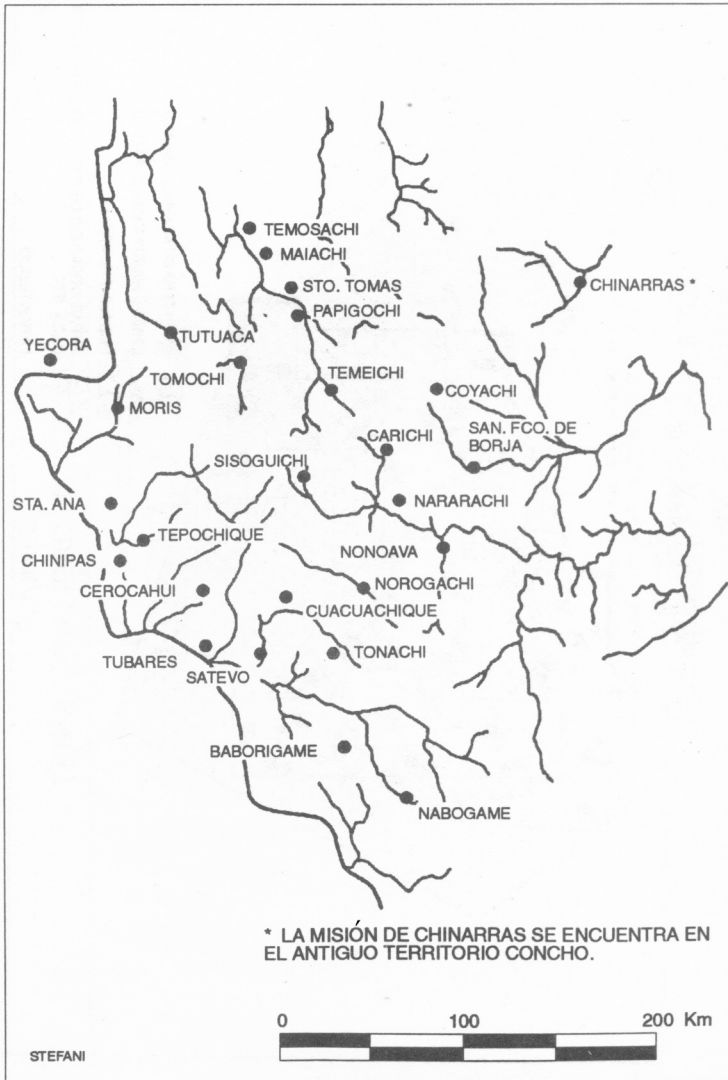 TEMOSACHI
MAIACHI
STO. TOMAS
CHINARRAS *
PAPIGOCHI
TUTUACA
YECORA
TOMOCHI
TEMEICHI
COYACHI
MORIS
SAN. FCO. DE
BORJA
CARICHI
SISOGUICHI
STA. ANA
NARARACHI
TEPOCHIQUE
NONOAVA
CHINIPAS
CEROCAHUI
NOROGACHI
CUACUACHIQUE
TUBARES
TONACHI
SATEVO
BABORIGAME
NABOGAME
* LA MISIÓN DE CHINARRAS SE ENCUENTRA EN
EL ANTIGUO TERRITORIO CONCHO.
0 100 200 Km
STEFANI